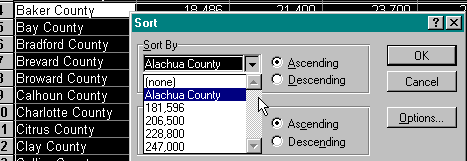 Baker County 18,486 21,400 23,700
Bay County
Bradford County
Brevard County
Broward County
Calhoun County
Charlotte County
Citrus County
Clay County
Sort
Sort By
Alachua County
(none)
Alachua County
181,596
206,500
228,800
247,000
Ascending
Descending
Ascending
Descending
OK
Cancel
Options...